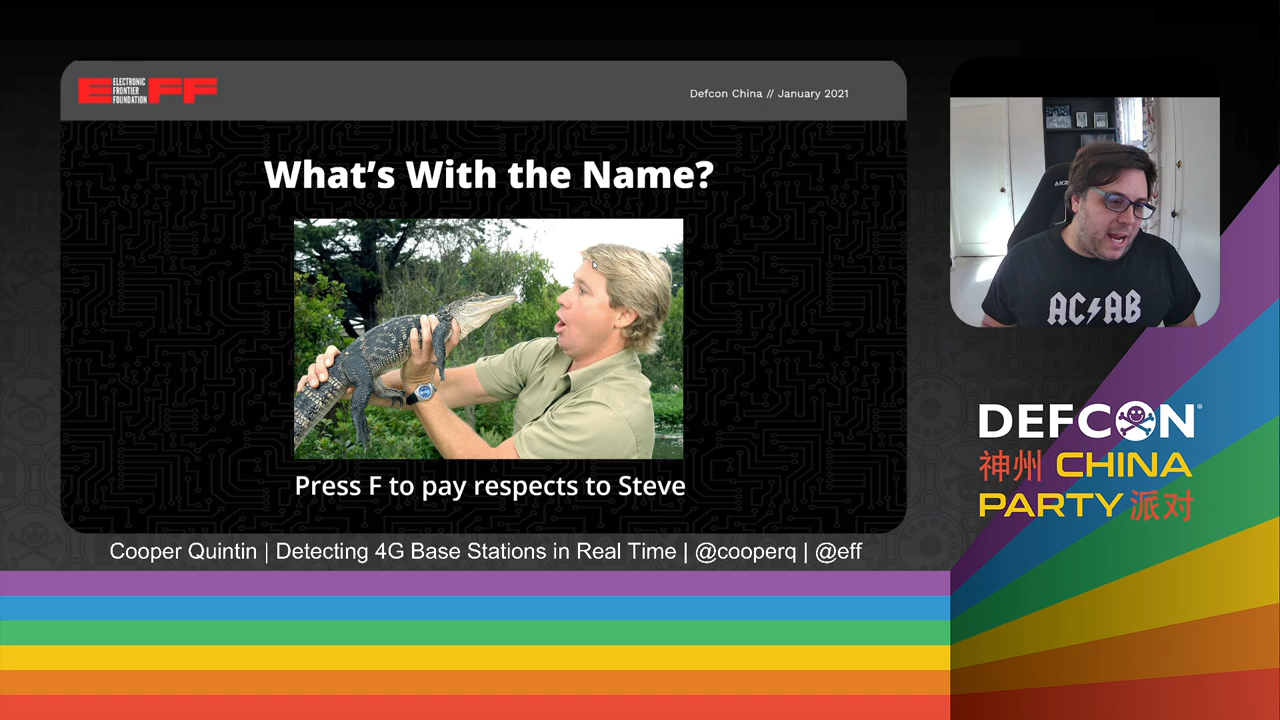 EFF
ELECTRONIC
FRONTIER
FOUNDATION
Defcon China // January 2021
What's With the Name?
Press F to pay respects to Steve
Cooper Quintin | Detecting 4G Base Stations in Real Time | @cooperq | @eff
AC⚡AB
DEFCON®
神州 CHINA
PARTY 派对